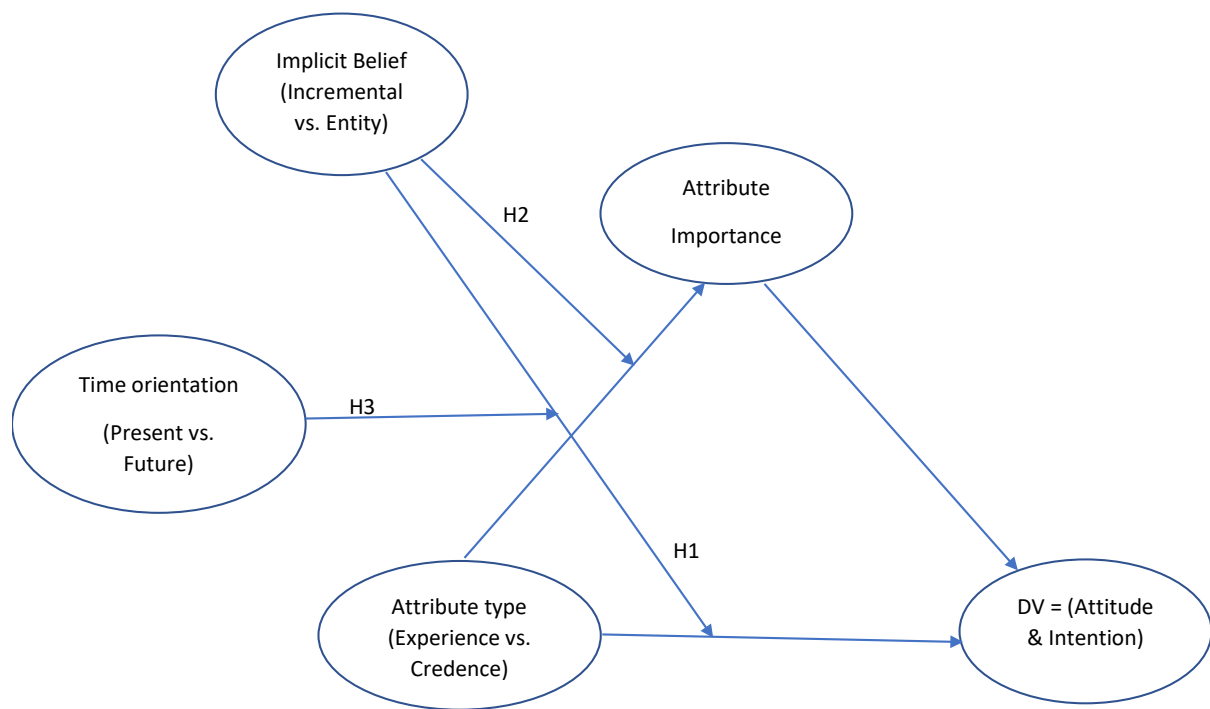 Implicit Belief
(Incremental
vs. Entity)
Attribute
Importance
H2
Time orientation
(Present vs.
Future)
H3
H1
Attribute type
(Experience vs.
Credence)
DV = (Attitude
& Intention)